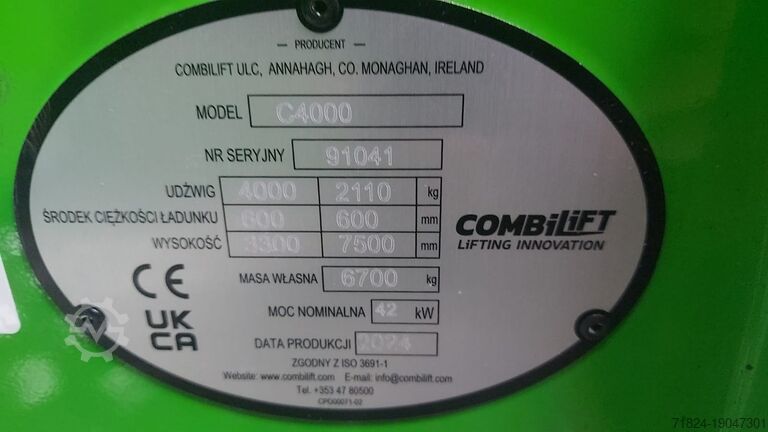 PRODUCENT
COMBILIFT ULC, ANNAHAGH, CO. MONAGHAN, IRELAND
MODEL C4000
NR SERYJNY 91041
UDŹWIG 4000 2110 kg
ŚRODEK CIĘŻKOŚCI ŁADUNKU 600 600 mm
WYSOKOŚĆ 3300 7500 mm
COMBiLiFT
LiFTING INNOVATION
MASA WŁASNA 6700 kg
CE
MOC NOMINALNA 42 kW
UK
CA
DATA PRODUKCJI 2024
ZGODNY Z ISO 3691-1
Website: www.combilift.com E-mail: info@combilift.com
Tel. +353 47 80500
CPD00071-02
71824-19047301